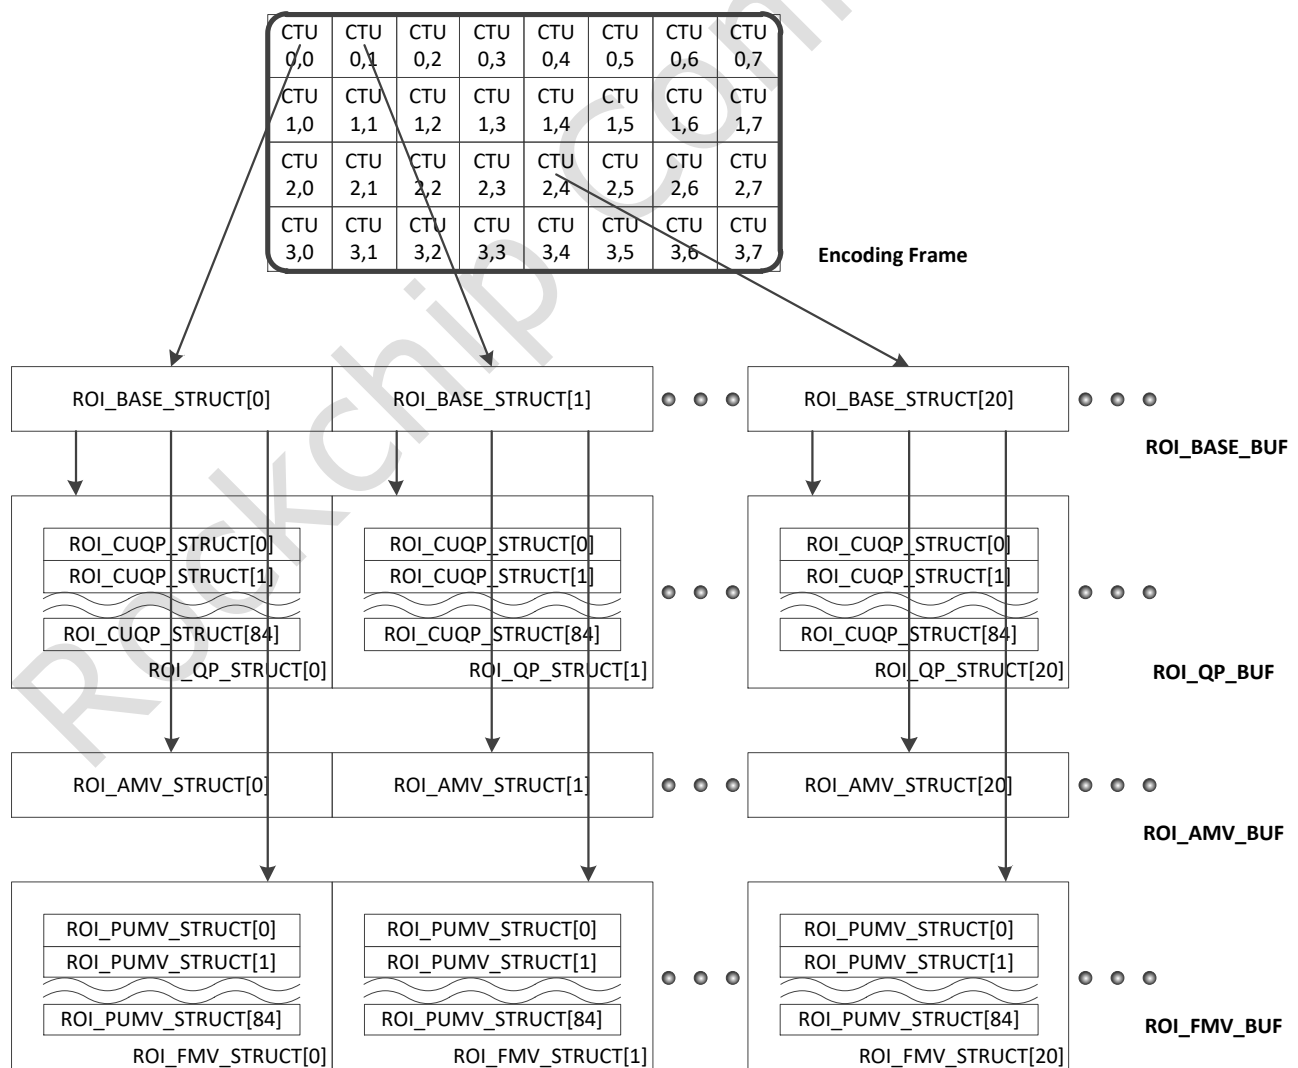 CTU CTU CTU CTU CTU CTU CTU CTU
0,0 0,1 0,2 0,3 0,4 0,5 0,6 0,7
CTU CTU CTU CTU CTU CTU CTU CTU
1,0 1,1 1,2 1,3 1,4 1,5 1,6 1,7
CTU CTU CTU CTU CTU CTU CTU CTU
2,0 2,1 2,2 2,3 2,4 2,5 2,6 2,7
CTU CTU CTU CTU CTU CTU CTU CTU
3,0 3,1 3,2 3,3 3,4 3,5 3,6 3,7
Encoding Frame
ROI_BASE_STRUCT[0] ROI_BASE_STRUCT[1] ROI_BASE_STRUCT[20]
ROI_BASE_BUF
ROI_CUQP_STRUCT[0] ROI_CUQP_STRUCT[0] ROI_CUQP_STRUCT[0]
ROI_CUQP_STRUCT[1] ROI_CUQP_STRUCT[1] ROI_CUQP_STRUCT[1]
ROI_CUQP_STRUCT[84] ROI_CUQP_STRUCT[84] ROI_CUQP_STRUCT[84]
ROI_QP_STRUCT[0] ROI_QP_STRUCT[1] ROI_QP_STRUCT[20]
ROI_QP_BUF
ROI_AMV_STRUCT[0] ROI_AMV_STRUCT[1] ROI_AMV_STRUCT[20]
ROI_AMV_BUF
ROI_PUMV_STRUCT[0] ROI_PUMV_STRUCT[0] ROI_PUMV_STRUCT[0]
ROI_PUMV_STRUCT[1] ROI_PUMV_STRUCT[1] ROI_PUMV_STRUCT[1]
ROI_PUMV_STRUCT[84] ROI_PUMV_STRUCT[84] ROI_PUMV_STRUCT[84]
ROI_FMV_BUF
ROI_FMV_STRUCT[0] ROI_FMV_STRUCT[1] ROI_FMV_STRUCT[20]
Rockchip